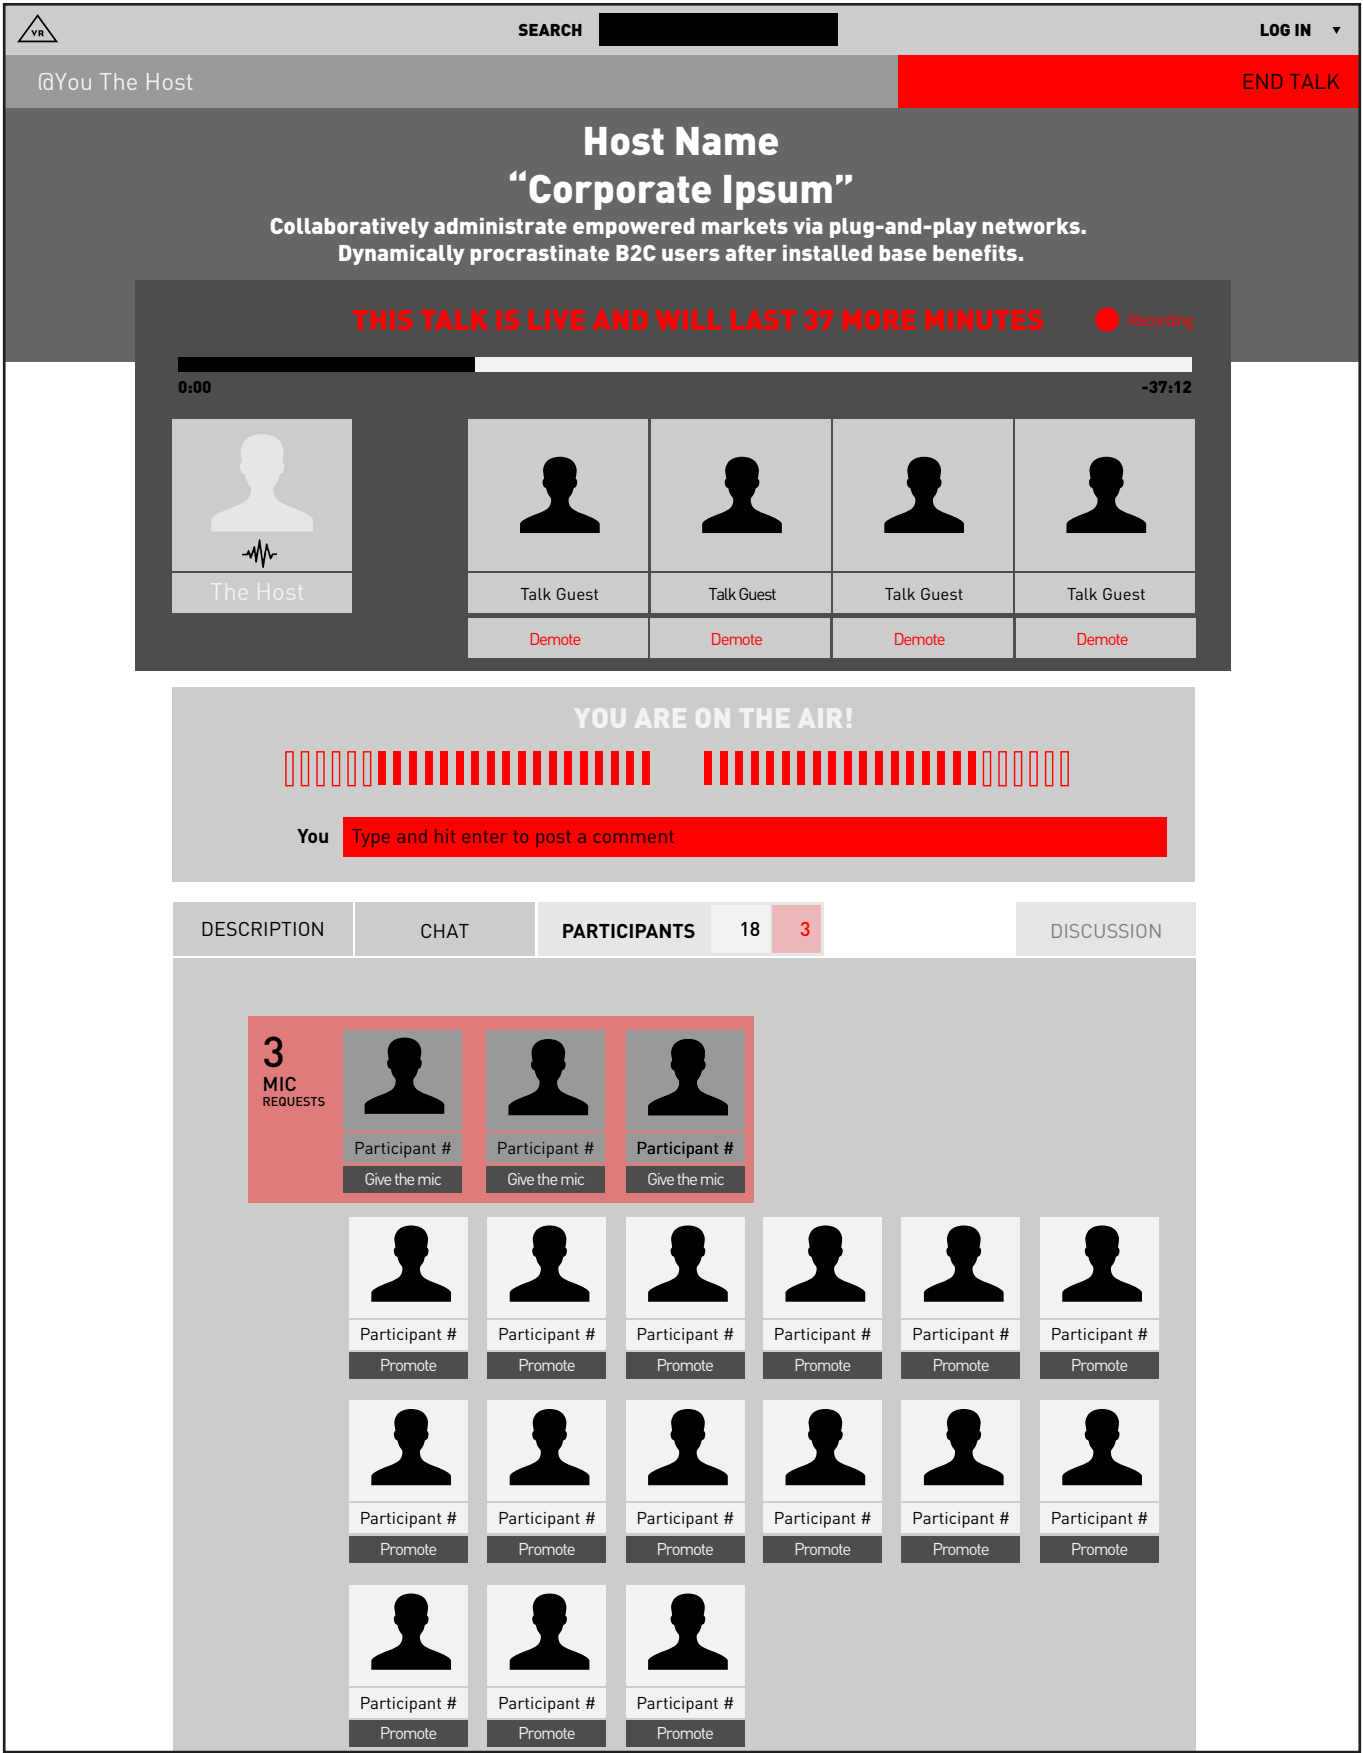 VR
SEARCH
LOG IN ▼
@You The Host
END TALK
Host Name
“Corporate Ipsum”
Collaboratively administrate empowered markets via plug-and-play networks.
Dynamically procrastinate B2C users after installed base benefits.
THIS TALK IS LIVE AND WILL LAST 37 MORE MINUTES
Recording
0:00
-37:12
The Host
Talk Guest
Talk Guest
Talk Guest
Talk Guest
Demote
Demote
Demote
Demote
YOU ARE ON THE AIR!
You
Type and hit enter to post a comment
DESCRIPTION
CHAT
PARTICIPANTS
18
3
DISCUSSION
3
MIC
REQUESTS
Participant #
Participant #
Participant #
Give the mic
Give the mic
Give the mic
Participant #
Participant #
Participant #
Participant #
Participant #
Participant #
Promote
Promote
Promote
Promote
Promote
Promote
Participant #
Participant #
Participant #
Participant #
Participant #
Participant #
Promote
Promote
Promote
Promote
Promote
Promote
Participant #
Participant #
Participant #
Promote
Promote
Promote